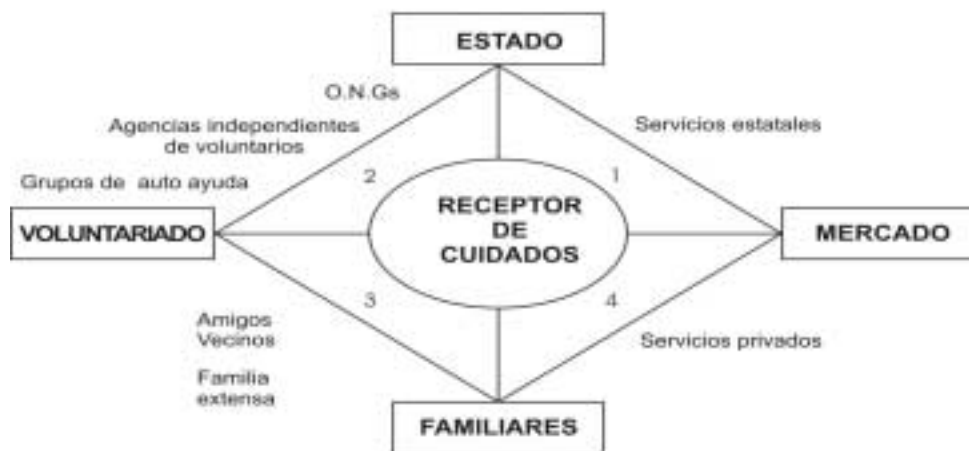 ESTADO
O.N.Gs
Agencias independientes
de voluntarios
Servicios estatales
Grupos de auto ayuda
2
1
VOLUNTARIADO
RECEPTOR
DE
CUIDADOS
MERCADO
3
4
Amigos
Vecinos
Servicios privados
Familia
extensa
FAMILIARES